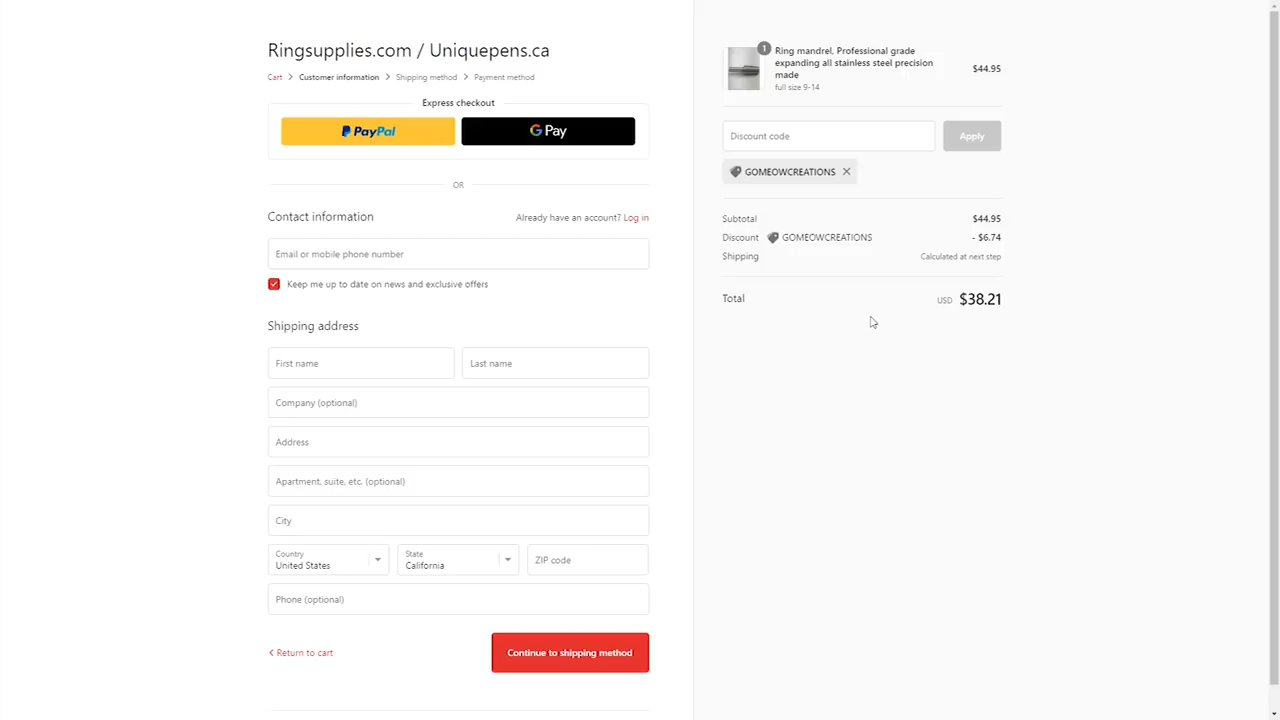 Ringsupplies.com / Uniquepens.ca
Cart > Customer information > Shipping method > Payment method
Express checkout
PayPal
G Pay
OR
Contact information
Already have an account? Log in
Email or mobile phone number
Keep me up to date on news and exclusive offers
Shipping address
First name
Last name
Company (optional)
Address
Apartment, suite, etc. (optional)
City
Country
United States
State
California
ZIP code
Phone (optional)
< Return to cart
Continue to shipping method
1
Ring mandrel, Professional grade
expanding all stainless steel precision
made
full size 9-14
$44.95
Discount code
Apply
GOMEOWCREATIONS
Subtotal $44.95
Discount GOMEOWCREATIONS - $6.74
Shipping Calculated at next step
Total USD $38.21